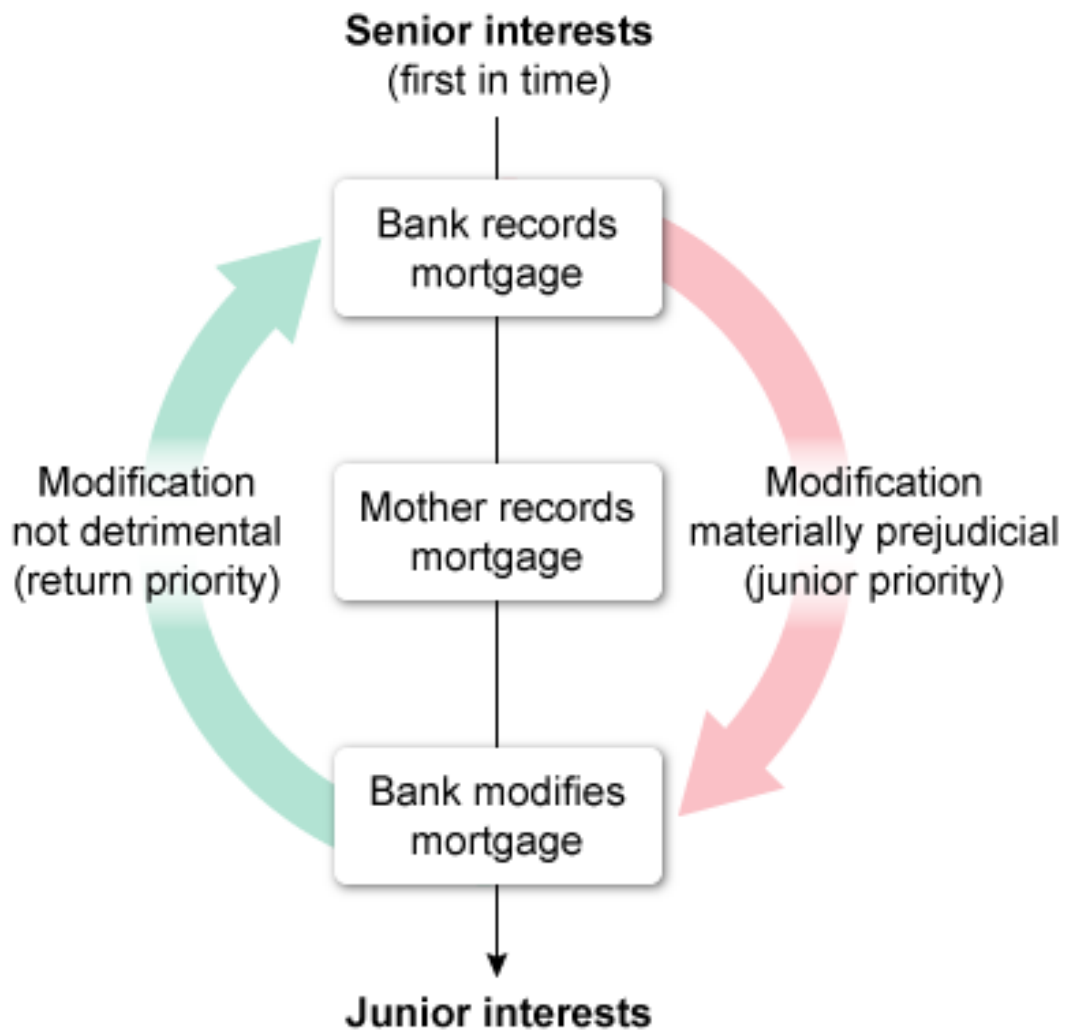 Senior interests
(first in time)
Bank records
mortgage
Modification
not detrimental
(return priority)
Mother records
mortgage
Modification
materially prejudicial
(junior priority)
Bank modifies
mortgage
Junior interests